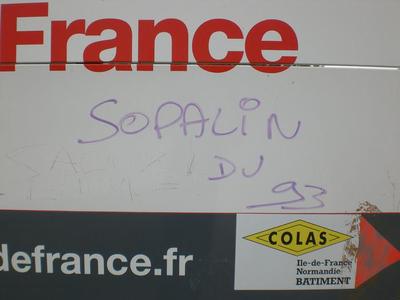 France
SOPALIN
DU
93
defrance.fr
COLAS
Ile-de-France
Normandie
BATIMENT